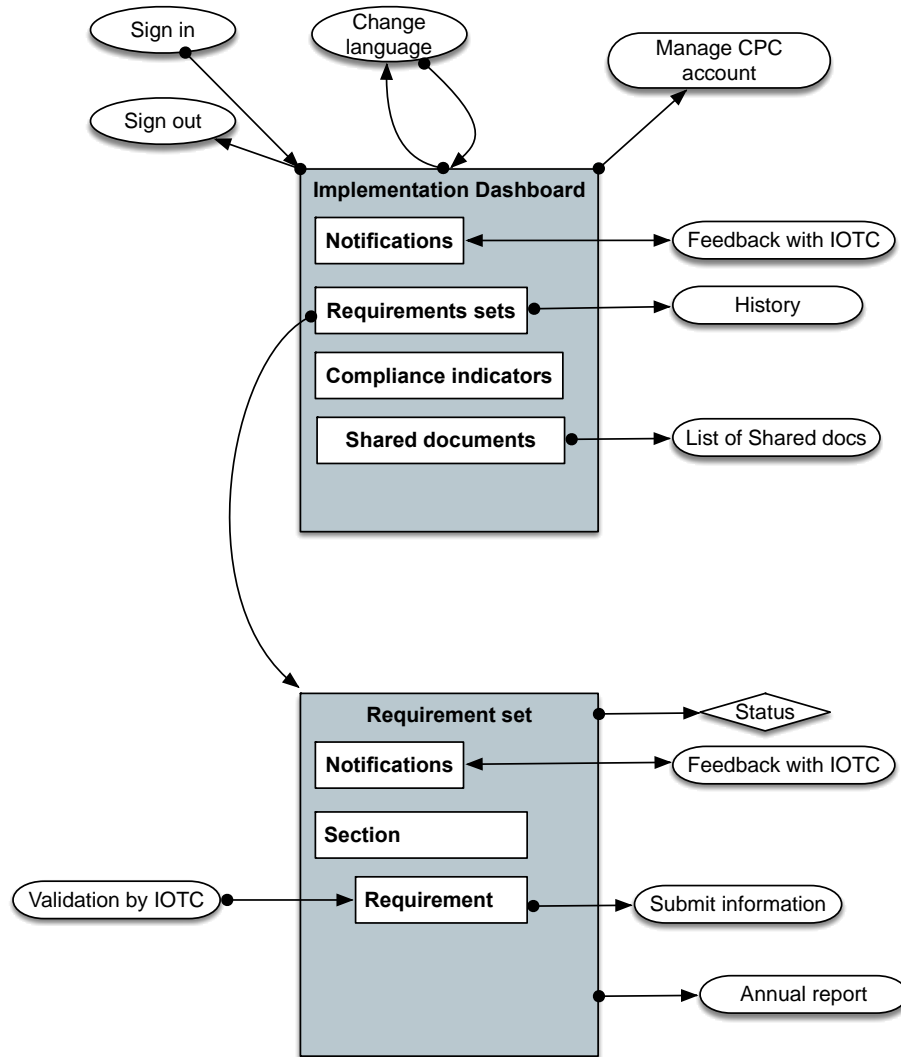 Sign in
Change
language
Manage CPC
account
Sign out
Implementation Dashboard
Notifications
Feedback with IOTC
Requirements sets
History
Compliance indicators
Shared documents
List of Shared docs
Requirement set
Status
Notifications
Feedback with IOTC
Section
Validation by IOTC
Requirement
Submit information
Annual report